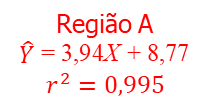 Região A
Ŷ = 3,94X + 8,77
r² = 0,995